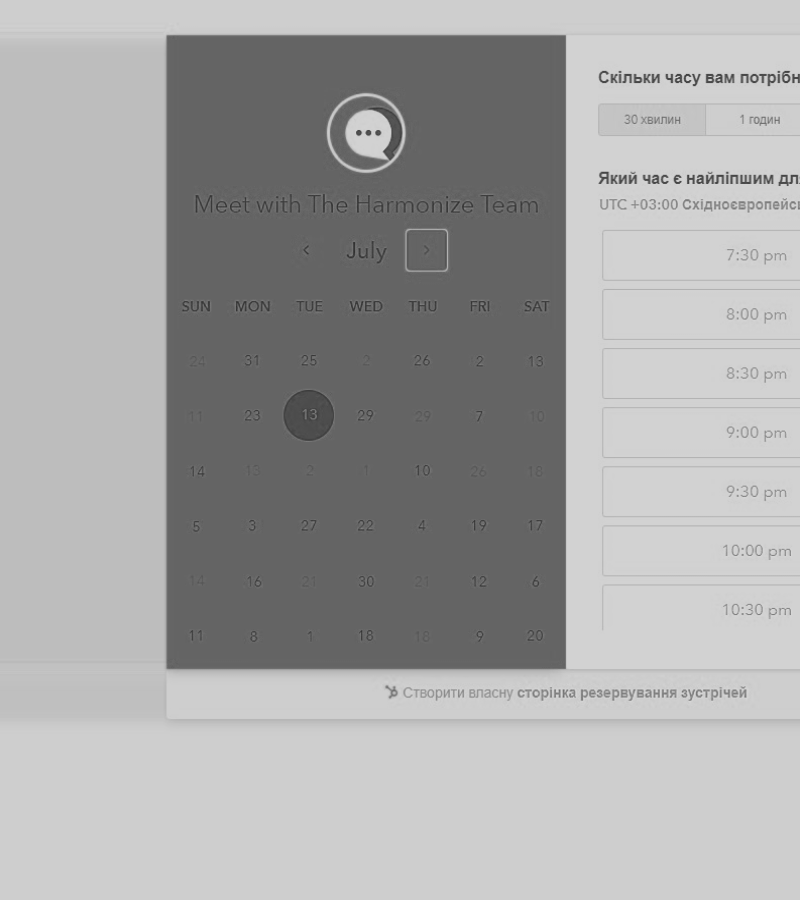 Meet with The Harmonize Team
July
SUN MON TUE WED THU FRI SAT
24 31 25 2 26 2 13
11 23 13 29 29 7 10
14 13 2 1 10 26 18
5 3 27 22 4 19 17
14 16 21 30 21 12 6
11 8 1 18 18 9 20
Скільки часу вам
30 хвилин 1 годин
Який час є найліпшим
UTC +03:00
7:30 pm
8:00 pm
8:30 pm
9:00 pm
9:30 pm
10:00 pm
10:30 pm
Створити власну сторінка резервування зустрічей